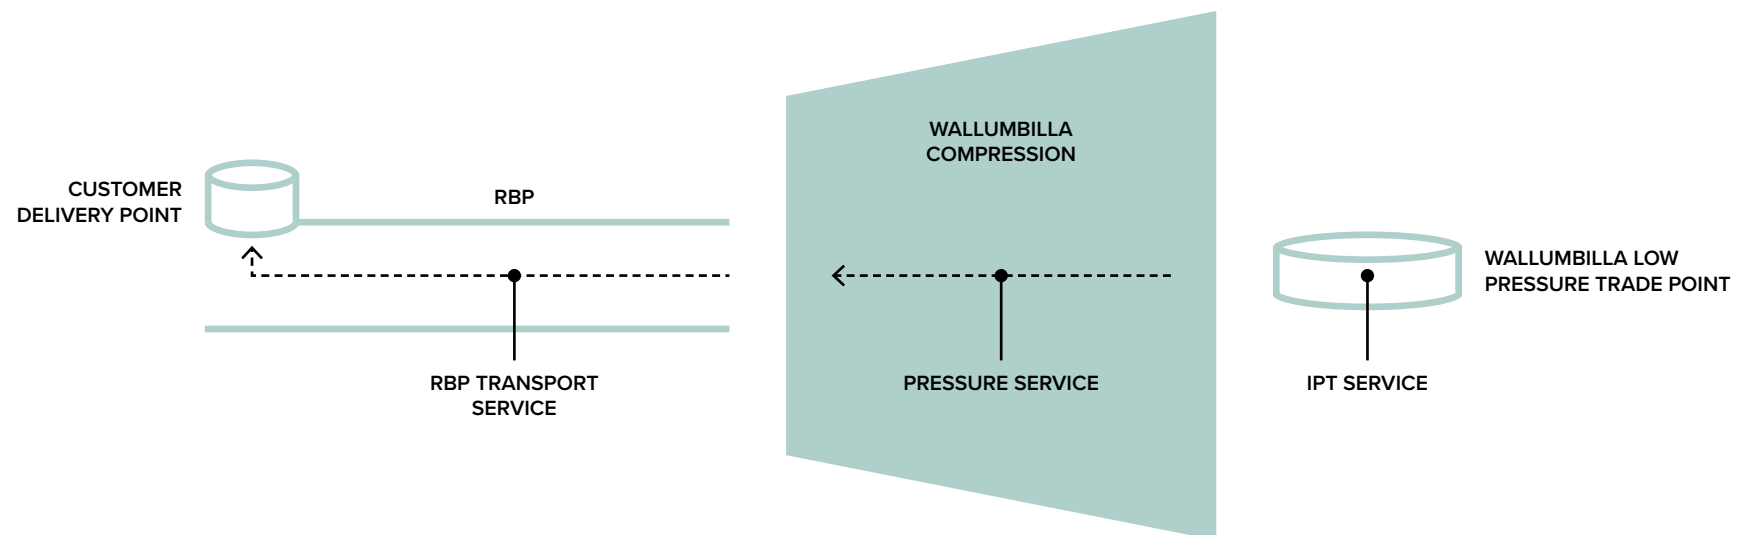 WALLUMBILLA
COMPRESSION
CUSTOMER
DELIVERY POINT
RBP
WALLUMBILLA LOW
PRESSURE TRADE POINT
RBP TRANSPORT
SERVICE
PRESSURE SERVICE
IPT SERVICE